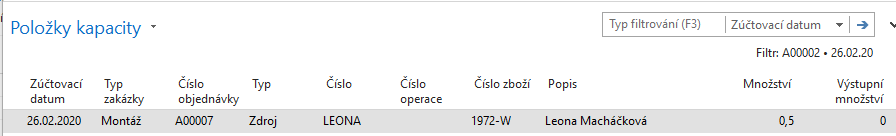 Položky kapacity
Typ filtrování (F3) Zúčtovací datum
Filtr: A00002 • 26.02.20
Zúčtovací datum Typ zakázky Číslo objednávky Typ Číslo Číslo operace Číslo zboží Popis Množství Výstupní množství
26.02.2020 Montáž A00007 Zdroj LEONA 1972-W Leona Macháčková 0,5 0